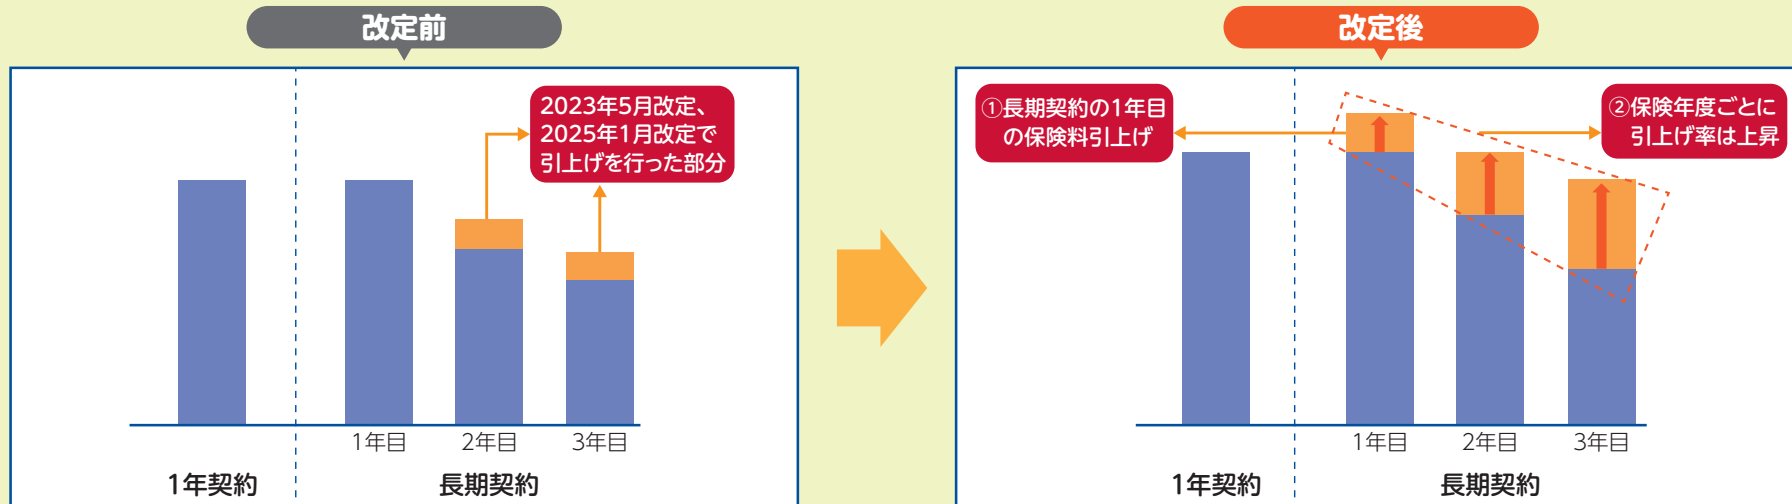 改定前
2023年5月改定、
2025年1月改定で
引上げを行った部分
1年目
2年目
3年目
1年契約
長期契約
改定後
①長期契約の1年目
の保険料引上げ
②保険年度ごとに
引上げ率は上昇
1年目
2年目
3年目
1年契約
長期契約